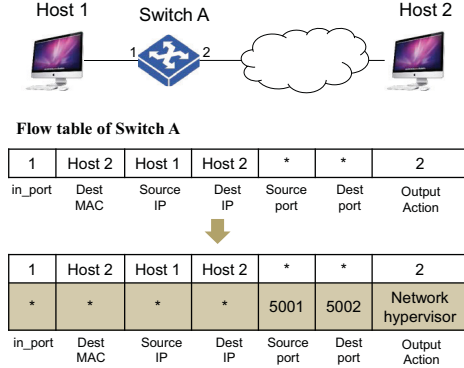 Host 1
Switch A
Host 2
1
2
Flow table of Switch A
1 Host 2 Host 1 Host 2 * * 2
in_port Dest MAC Source IP Dest IP Source port Dest port Output Action
1 Host 2 Host 1 Host 2 * * 2
* * * * 5001 5002 Network hypervisor
in_port Dest MAC Source IP Dest IP Source port Dest port Output Action